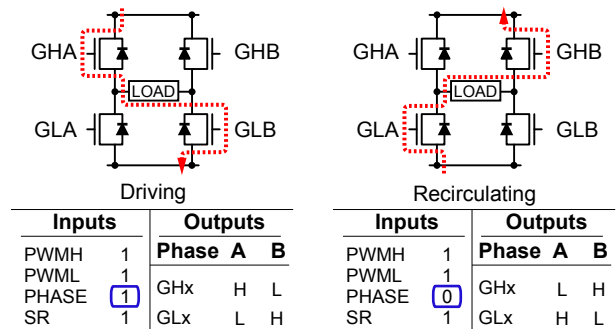 GHA GHB
LOAD
GLA GLB
Driving
Inputs Outputs
PWMH 1
PWML 1
PHASE 1
SR 1
Phase A B
GHx H L
GLx L H
GHA GHB
LOAD
GLA GLB
Recirculating
Inputs Outputs
PWMH 1
PWML 1
PHASE 0
SR 1
Phase A B
GHx L H
GLx H L